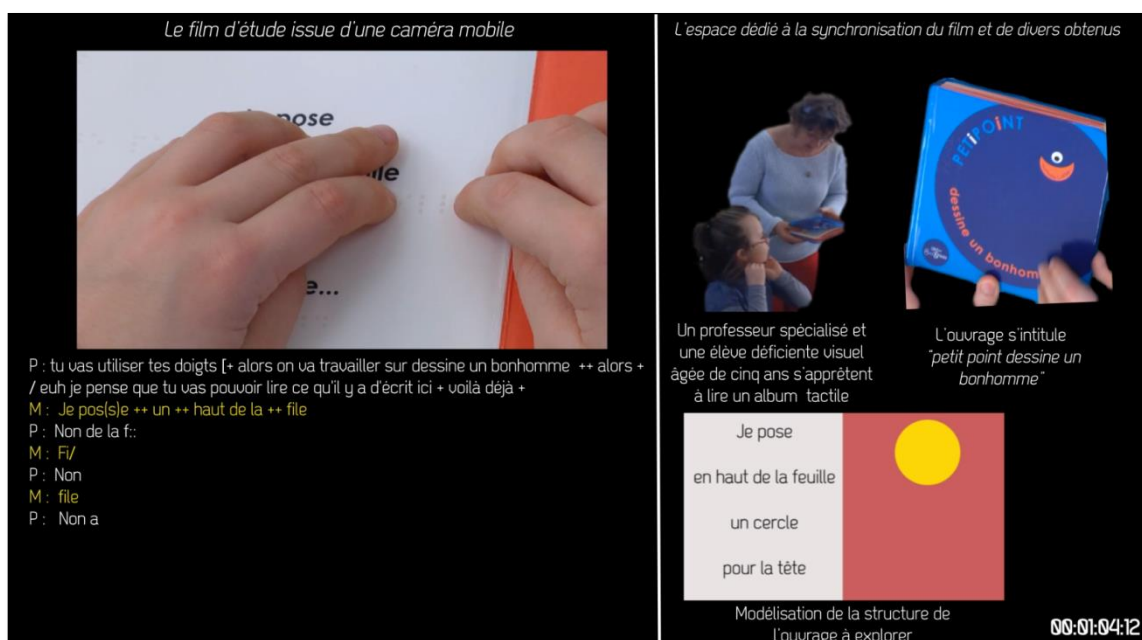 Le film d'étude issue d'une caméra mobile
pose
P : tu vas utiliser tes doigts [+ alors on va travailler sur dessine un bonhomme ++ alors +
/ euh je pense que tu vas pouvoir lire ce qu'il y a d'écrit ici + voilà déjà +
M : Je pos(s)e ++ un ++ haut de la ++ file
P : Non de la f::
M : Fi/
P : Non
M : file
P : Non a
L'espace dédié à la synchronisation du film et de divers obtenus
PETiPOiNT
dessine un bonhom
Un professeur spécialisé et
une élève déficiente visuel
âgée de cinq ans s'apprêtent
à lire un album tactile
L'ouvrage s'intitule
"petit point dessine un
bonhomme"
Je pose
en haut de la feuille
un cercle
pour la tête
Modélisation de la structure de
l'ouvrage à explorer
00:01:04:12